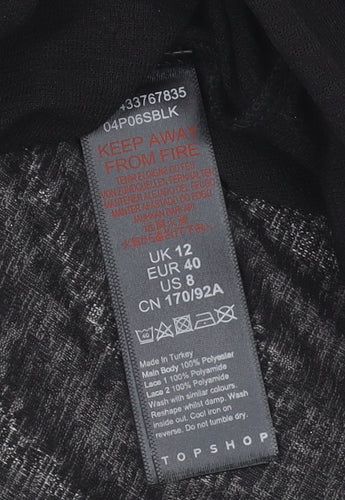 433767835
04P06SBLK
KEEP AWAY
FROM FIRE
UK 12
EUR 40
US 8
CN 170/92A
40
Made in Turkey
Main Body 100% Polyester
Lace 1 100% Polyamide
Lace 2 100% Polyamide
Wash with similar colours.
Reshape whilst damp. Wash
inside out. Cool iron on
reverse. Do not tumble dry.
TOPSHOP